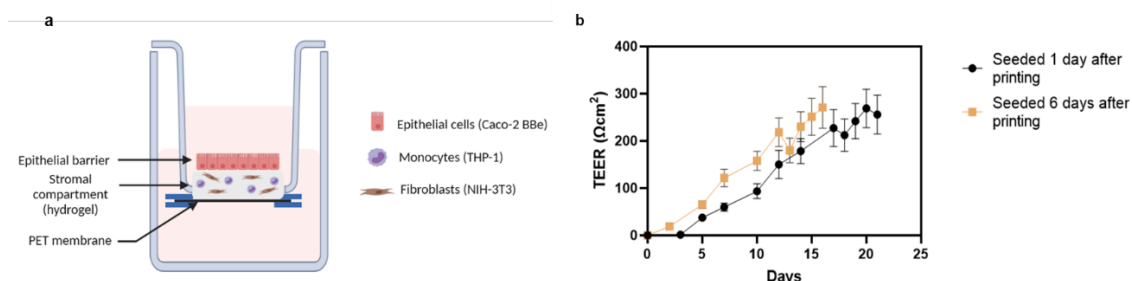 a
Epithelial barrier
Stromal
compartment
(hydrogel)
PET membrane
Epithelial cells (Caco-2 BBe)
Monocytes (THP-1)
Fibroblasts (NIH-3T3)
b
TEER (Ωcm²)
400
300
200
100
0
0 5 10 15 20 25
Days
Seeded 1 day after
printing
Seeded 6 days after
printing